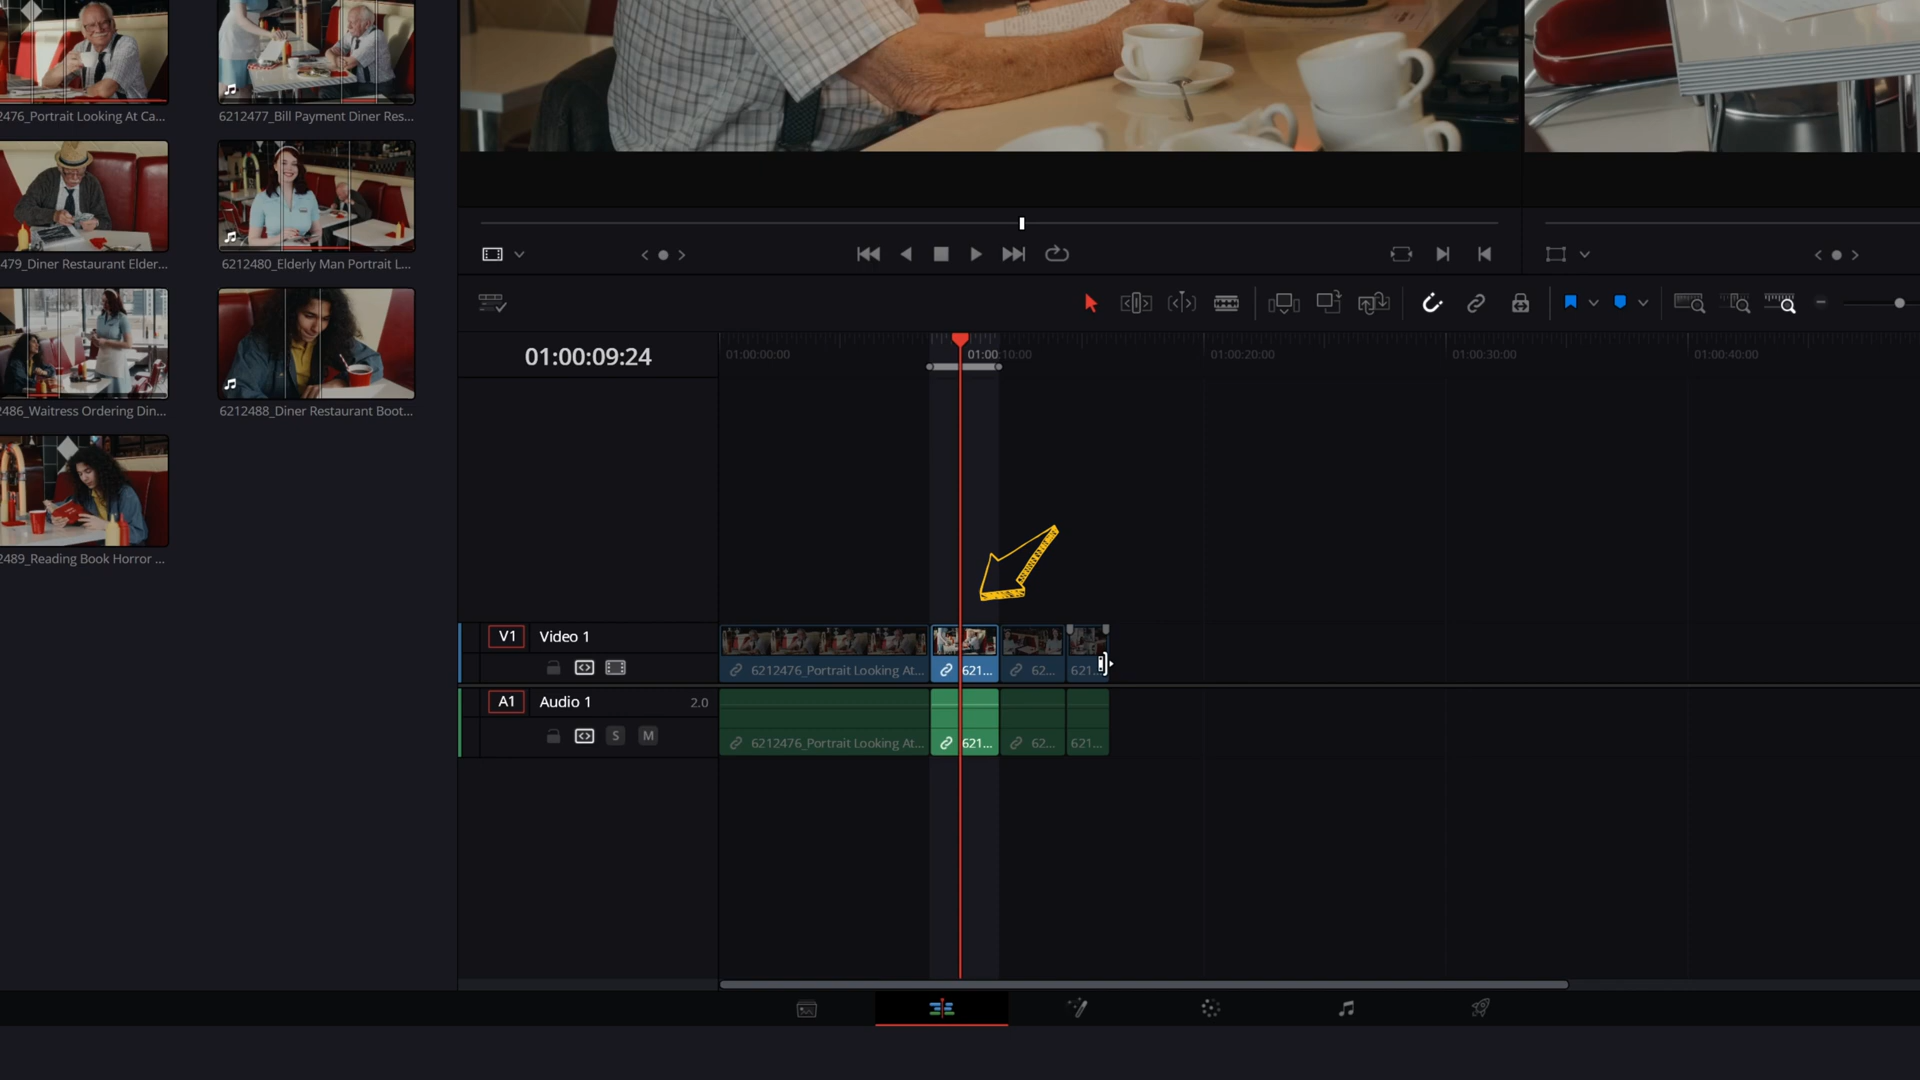 2476_Portrait Looking At Ca...
6212477_Bill Payment Diner Res...
479_Diner Restaurant Elder...
6212480_Elderly Man Portrait L...
2486_Waitress Ordering Din...
6212488_Diner Restaurant Boot...
2489_Reading Book Horror ...
01:00:09:24
01:00:00:00
01:00:10:00
01:00:20:00
01:00:30:00
01:00:40:00
V1
Video 1
6212476_Portrait Looking At...
621...
62...
621...
A1
Audio 1
2.0
S
M
6212476_Portrait Looking At...
621...
62...
621...